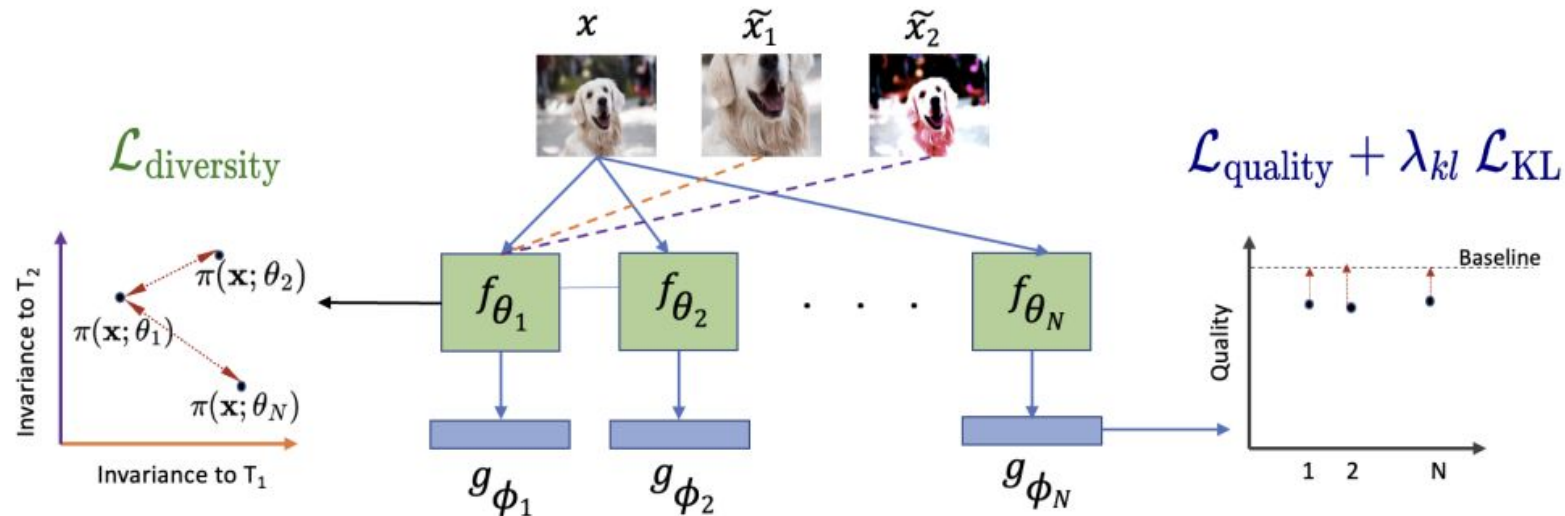 x
x̃₁
x̃₂
ℒ_diversity
ℒ_quality + λ_kl ℒ_KL
Invariance to T₂
π(x; θ₂)
π(x; θ₁)
π(x; θ_N)
Invariance to T₁
f_θ₁
f_θ₂
. . .
f_θ_N
g_ϕ₁
g_ϕ₂
g_ϕ_N
Baseline
Quality
1 2 N